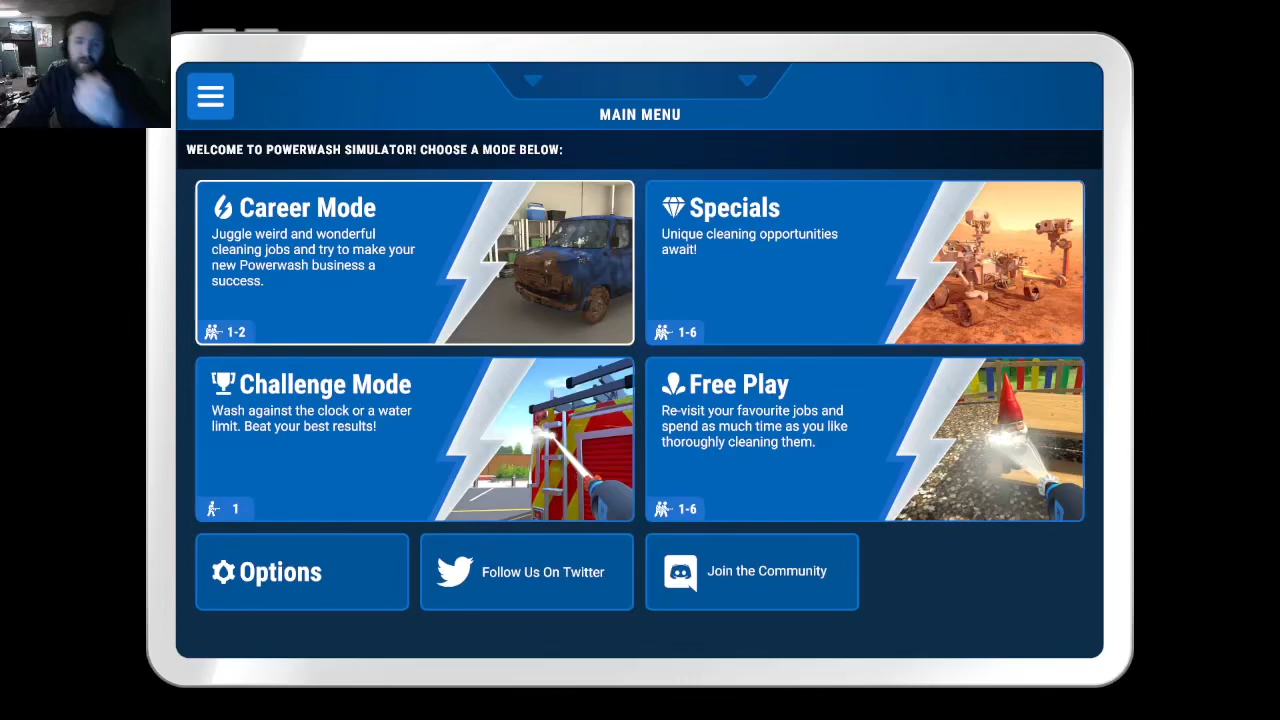 MAIN MENU
WELCOME TO POWERWASH SIMULATOR! CHOOSE A MODE BELOW:
Career Mode
Juggle weird and wonderful
cleaning jobs and try to make your
new Powerwash business a
success.
1-2
Specials
Unique cleaning opportunities
await!
1-6
Challenge Mode
Wash against the clock or a water
limit. Beat your best results!
1
Free Play
Re-visit your favourite jobs and
spend as much time as you like
thoroughly cleaning them.
1-6
Options
Follow Us On Twitter
Join the Community